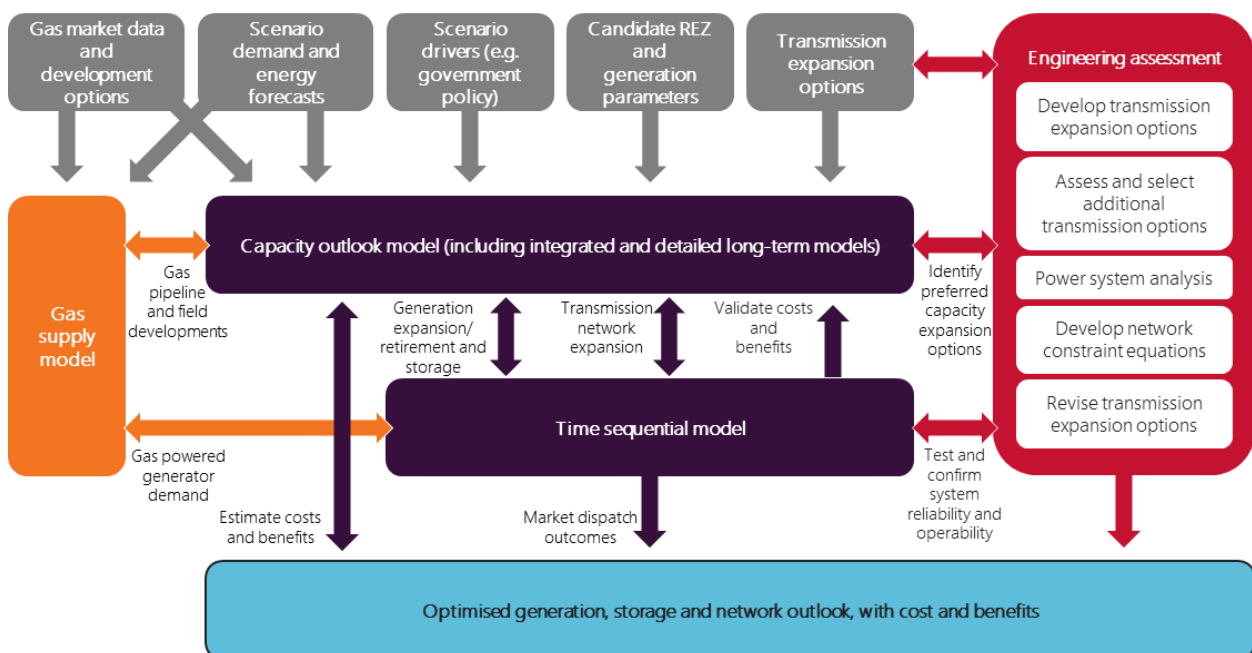 Gas market data
and
development
options
Scenario
demand and
energy
forecasts
Scenario
drivers (e.g.
government
policy)
Candidate REZ
and
generation
parameters
Transmission
expansion
options
Engineering assessment
Develop transmission
expansion options
Assess and select
additional
transmission options
Power system analysis
Develop network
constraint equations
Revise transmission
expansion options
Gas
supply
model
Capacity outlook model (including integrated and detailed long-term models)
Gas
pipeline
and field
developments
Generation
expansion/
retirement and
storage
Transmission
network
expansion
Validate costs
and
benefits
Identify
preferred
capacity
expansion
options
Time sequential model
Gas powered
generator
demand
Estimate costs
and benefits
Market dispatch
outcomes
Test and
confirm
system
reliability and
operability
Optimised generation, storage and network outlook, with cost and benefits